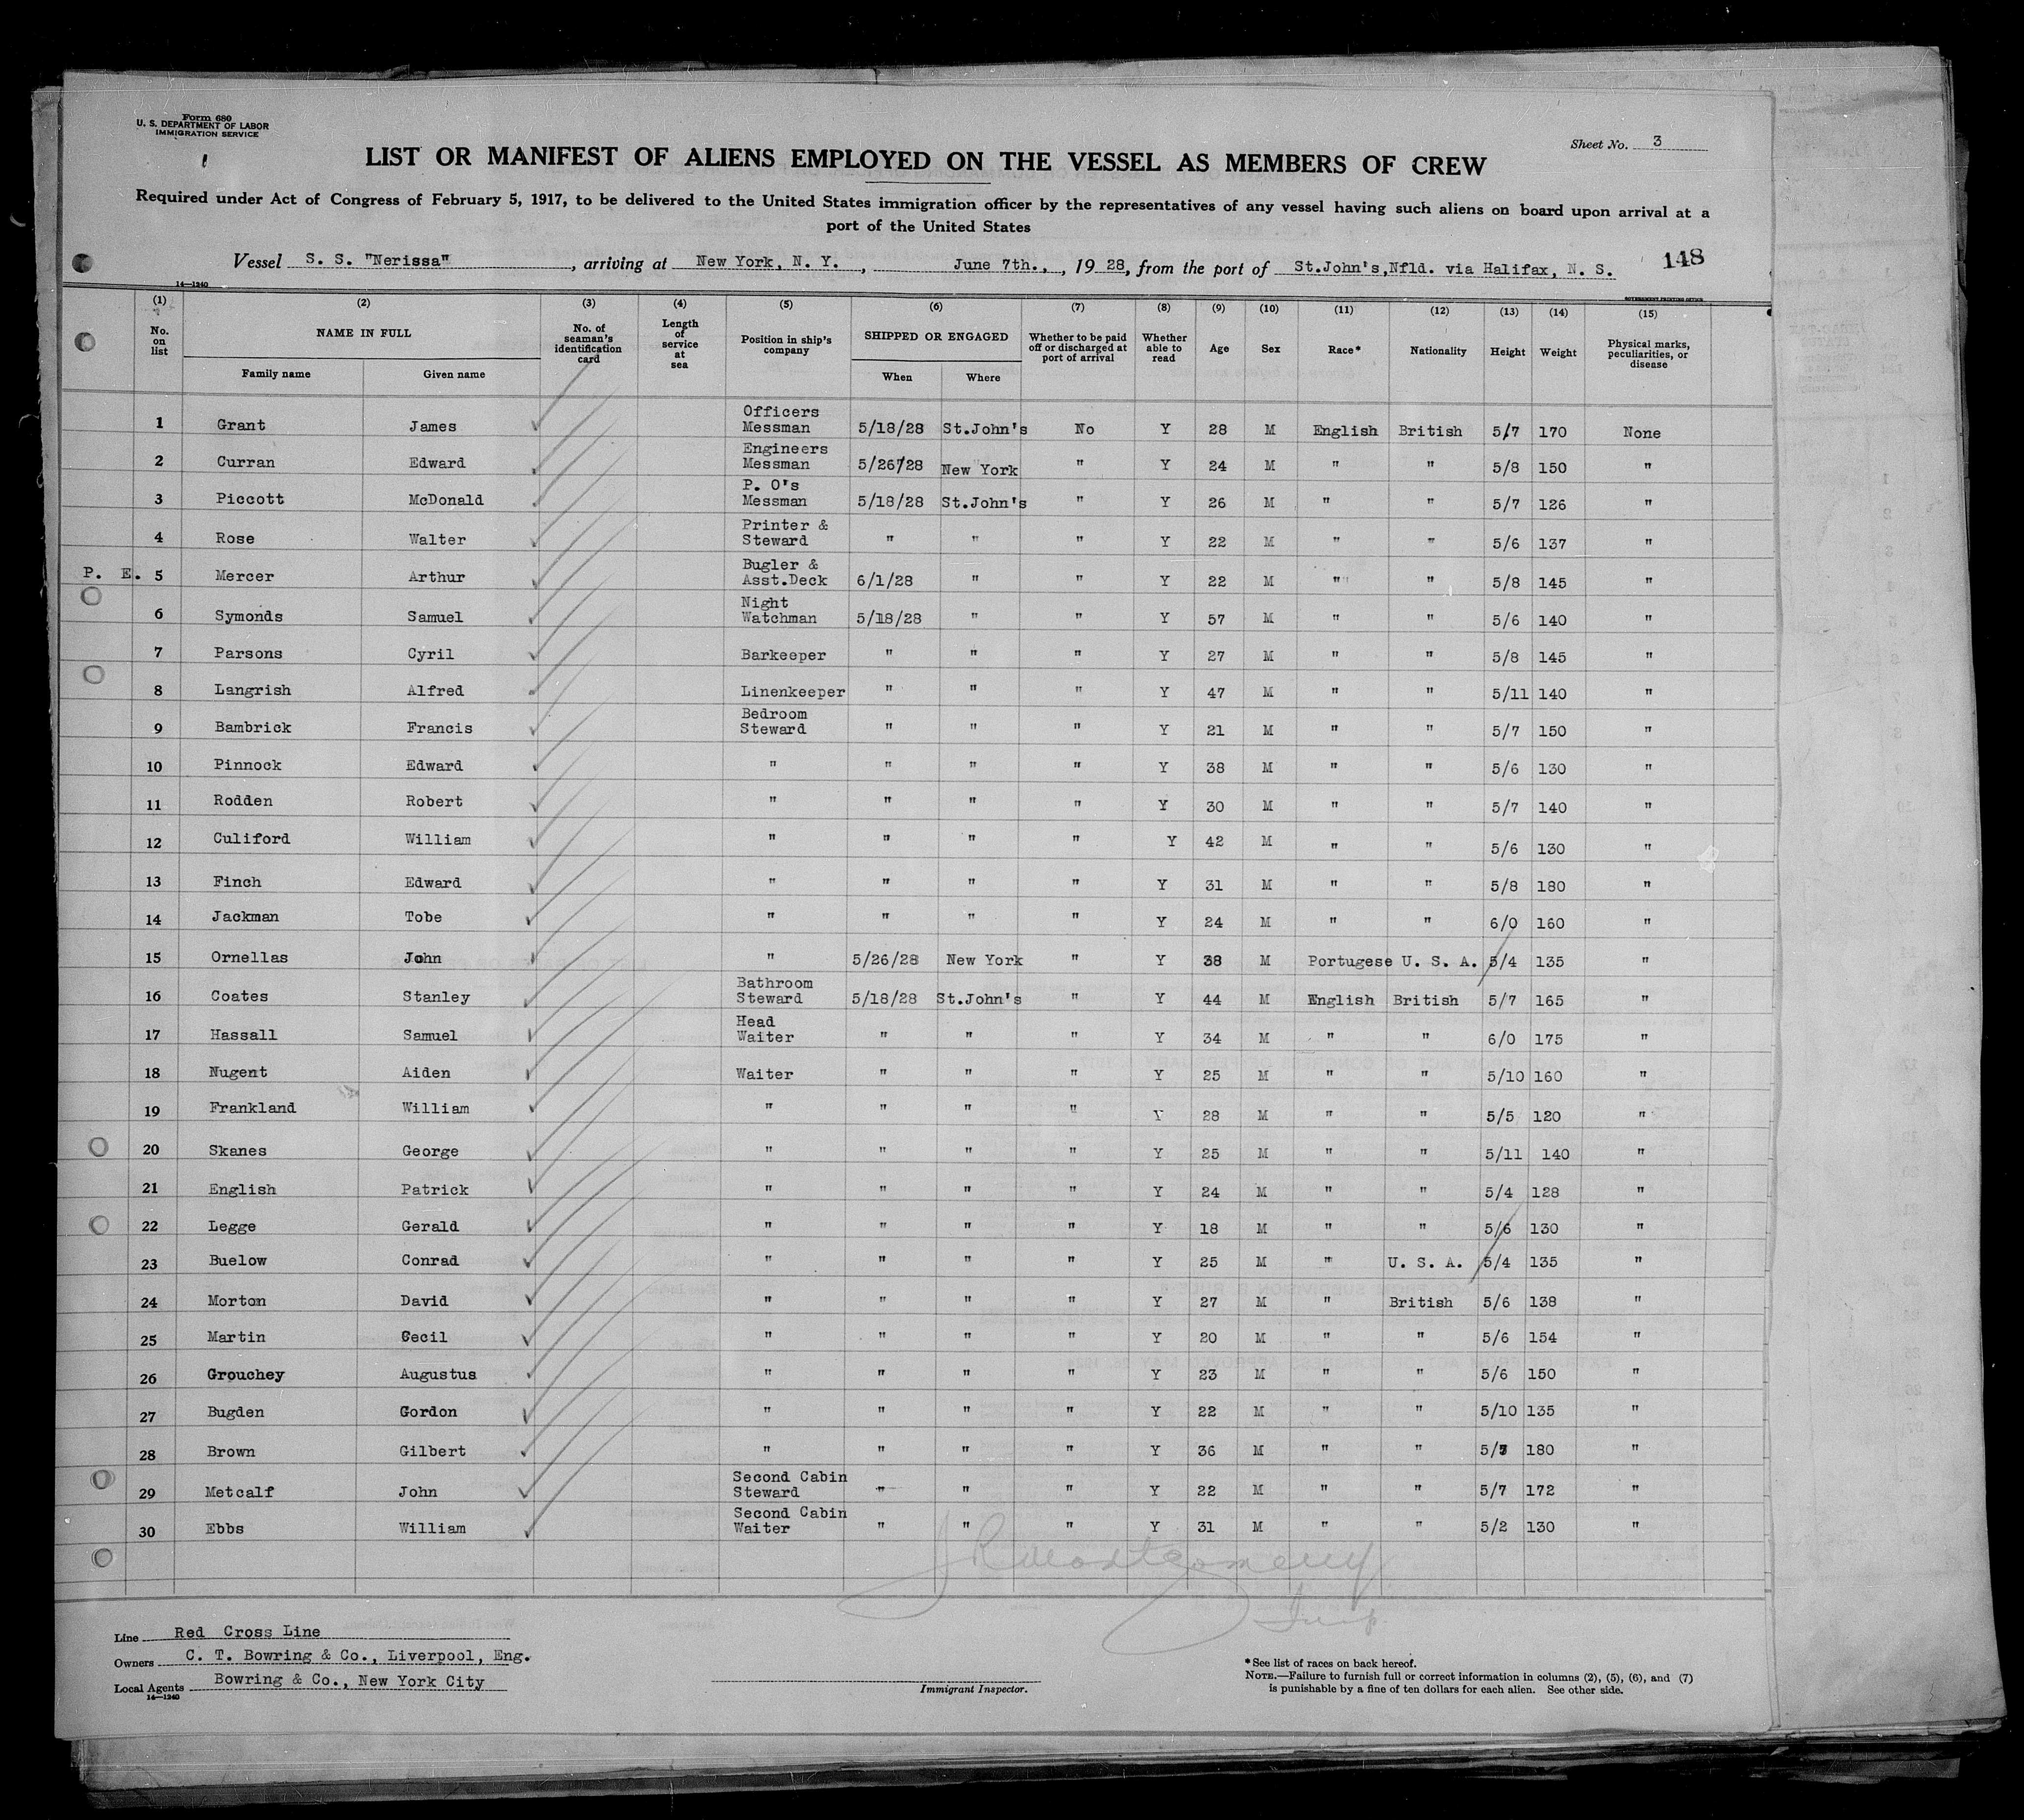 Form 680
U. S. DEPARTMENT OF LABOR
IMMIGRATION SERVICE
Sheet No. 3
LIST OR MANIFEST OF ALIENS EMPLOYED ON THE VESSEL AS MEMBERS OF CREW
Required under Act of Congress of February 5, 1917, to be delivered to the United States immigration officer by the representatives of any vessel having such aliens on board upon arrival at a
port of the United States
Vessel S. S. "Nerissa", arriving at New York, N. Y., June 7th., 1928, from the port of St.John's,Nfld. via Halifax, N. S. 148
14—1240 GOVERNMENT PRINTING OFFICE
(1) (2) (3) (4) (5) (6) (7) (8) (9) (10) (11) (12) (13) (14) (15)
No. on list NAME IN FULL No. of seaman's identification card Length of service at sea Position in ship's company SHIPPED OR ENGAGED Whether to be paid off or discharged at port of arrival Whether able to read Age Sex Race* Nationality Height Weight Physical marks, peculiarities, or disease
Family name Given name When Where
1 Grant James Officers Messman 5/18/28 St.John's No Y 28 M English British 5/7 170 None
2 Curran Edward Engineers Messman 5/26/28 New York " Y 24 M " " 5/8 150 "
3 Piccott McDonald P. O's Messman 5/18/28 St.John's " Y 26 M " " 5/7 126 "
4 Rose Walter Printer & Steward " " " Y 22 M " " 5/6 137 "
P. E. 5 Mercer Arthur Bugler & Asst.Deck 6/1/28 " " Y 22 M " " 5/8 145 "
6 Symonds Samuel Night Watchman 5/18/28 " " Y 57 M " " 5/6 140 "
7 Parsons Cyril Barkeeper " " " Y 27 M " " 5/8 145 "
8 Langrish Alfred Linenkeeper " " " Y 47 M " " 5/11 140 "
9 Bambrick Francis Bedroom Steward " " " Y 21 M " " 5/7 150 "
10 Pinnock Edward " " " " Y 38 M " " 5/6 130 "
11 Rodden Robert " " " " Y 30 M " " 5/7 140 "
12 Culiford William " " " " Y 42 M " " 5/6 130 "
13 Finch Edward " " " " Y 31 M " " 5/8 180 "
14 Jackman Tobe " " " " Y 24 M " " 6/0 160 "
15 Ornellas John " 5/26/28 New York " Y 38 M Portugese U. S. A. 5/4 135 "
16 Coates Stanley Bathroom Steward 5/18/28 St.John's " Y 44 M English British 5/7 165 "
17 Hassall Samuel Head Waiter " " " Y 34 M " " 6/0 175 "
18 Nugent Aiden Waiter " " " Y 25 M " " 5/10 160 "
19 Frankland William " " " " Y 28 M " " 5/5 120 "
20 Skanes George " " " " Y 25 M " " 5/11 140 "
21 English Patrick " " " " Y 24 M " " 5/4 128 "
22 Legge Gerald " " " " Y 18 M " " 5/6 130 "
23 Buelow Conrad " " " " Y 25 M " U. S. A. 5/4 135 "
24 Morton David " " " " Y 27 M " British 5/6 138 "
25 Martin Cecil " " " " Y 20 M " " 5/6 154 "
26 Grouchey Augustus " " " " Y 23 M " " 5/6 150 "
27 Bugden Gordon " " " " Y 22 M " " 5/10 135 "
28 Brown Gilbert " " " " Y 36 M " " 5/ 180 "
29 Metcalf John Second Cabin Steward " " " Y 22 M " " 5/7 172 "
30 Ebbs William Second Cabin Waiter " " " Y 31 M " " 5/2 130 "
J R Montgomery
Insp.
Line Red Cross Line
Owners C. T. Bowring & Co., Liverpool, Eng.
Local Agents Bowring & Co., New York City
14—1240
Immigrant Inspector.
*See list of races on back hereof.
NOTE.—Failure to furnish full or correct information in columns (2), (5), (6), and (7)
is punishable by a fine of ten dollars for each alien. See other side.